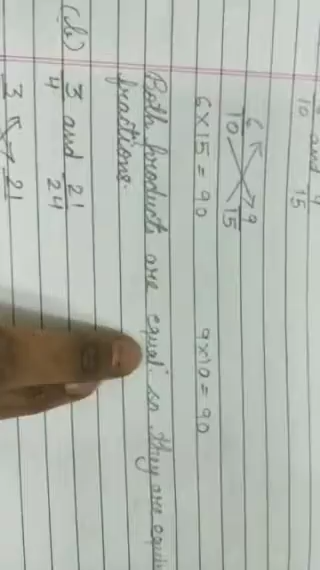 10 and 9/15
6/10 9/15
6×15 = 90 9×10 = 90
Both products are equal so they are
fractions.
(b) 3/4 and 21/24
3 21